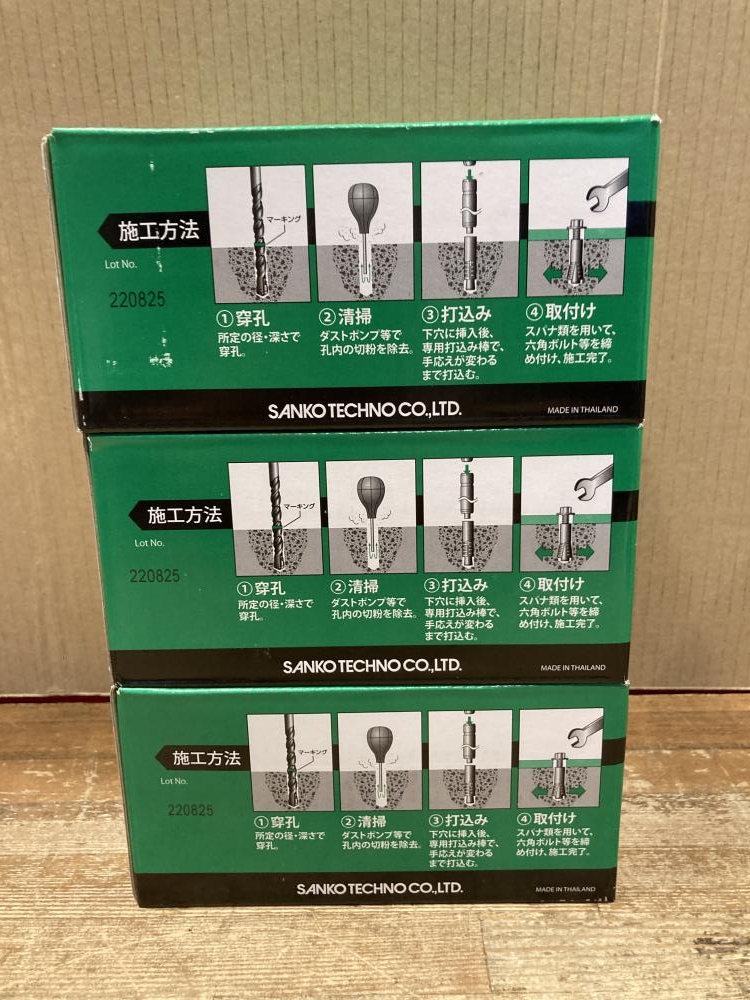 施工方法
Lot No.
220825
マーキング
①穿孔
所定の径・深さで
穿孔。
②清掃
ダストポンプ等で
孔内の切粉を除去。
③打込み
下穴に挿入後、
専用打込み棒で、
手応えが変わる
まで打込む。
④取付け
スパナ類を用いて、
六角ボルト等を締
め付け、施工完了。
SANKO TECHNO CO.,LTD.
MADE IN THAILAND
施工方法
Lot No.
220825
マーキング
①穿孔
所定の径・深さで
穿孔。
②清掃
ダストポンプ等で
孔内の切粉を除去。
③打込み
下穴に挿入後、
専用打込み棒で、
手応えが変わる
まで打込む。
④取付け
スパナ類を用いて、
六角ボルト等を締
め付け、施工完了。
SANKO TECHNO CO.,LTD.
MADE IN THAILAND
施工方法
Lot No.
220825
マーキング
①穿孔
所定の径・深さで
穿孔。
②清掃
ダストポンプ等で
孔内の切粉を除去。
③打込み
下穴に挿入後、
専用打込み棒で、
手応えが変わる
まで打込む。
④取付け
スパナ類を用いて、
六角ボルト等を締
め付け、施工完了。
SANKO TECHNO CO.,LTD.
MADE IN THAILAND